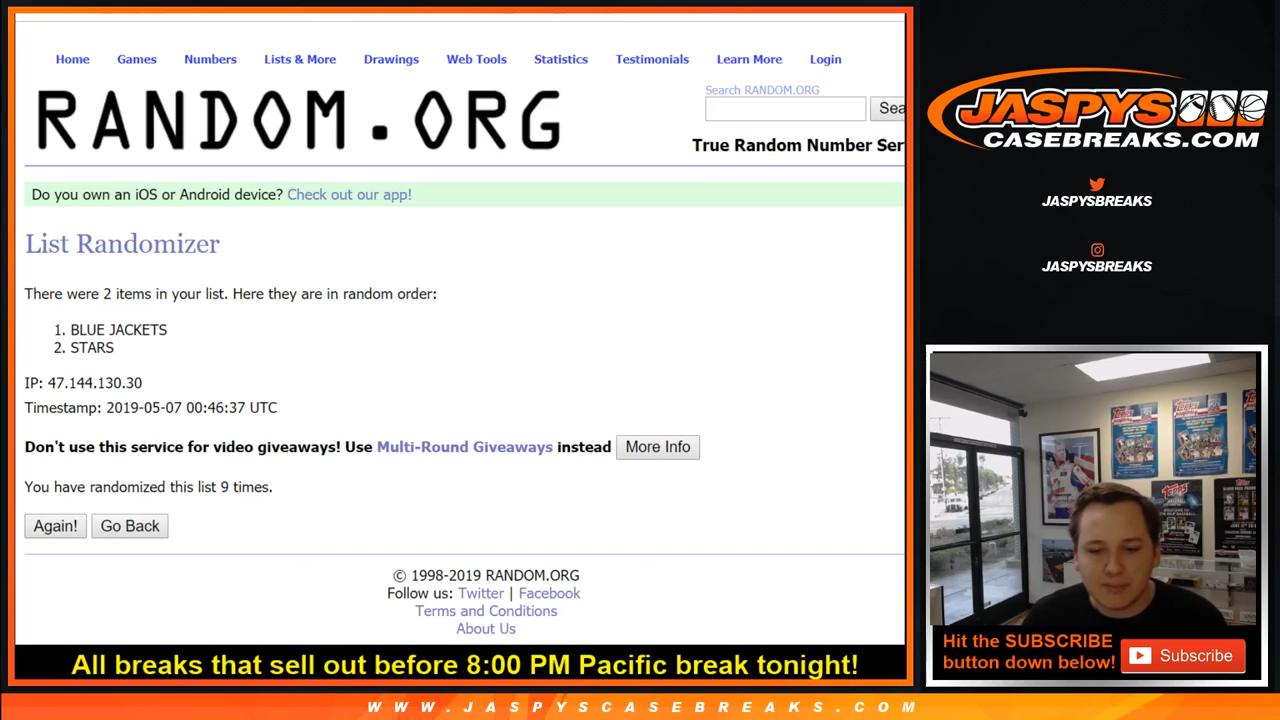 Home Games Numbers Lists & More Drawings Web Tools Statistics Testimonials Learn More Login
Search RANDOM.ORG
RANDOM.ORG
Sea
True Random Number Ser
Do you own an iOS or Android device? Check out our app!
List Randomizer
There were 2 items in your list. Here they are in random order:
1. BLUE JACKETS
2. STARS
IP: 47.144.130.30
Timestamp: 2019-05-07 00:46:37 UTC
Don't use this service for video giveaways! Use Multi-Round Giveaways instead More Info
You have randomized this list 9 times.
Again! Go Back
© 1998-2019 RANDOM.ORG
Follow us: Twitter | Facebook
Terms and Conditions
About Us
All breaks that sell out before 8:00 PM Pacific break tonight!
JASPYS
CASEBREAKS.COM
JASPYSBREAKS
JASPYSBREAKS
Topps
Hit the SUBSCRIBE
button down below!
Subscribe
WWW.JASPYSCASEBREAKS.COM